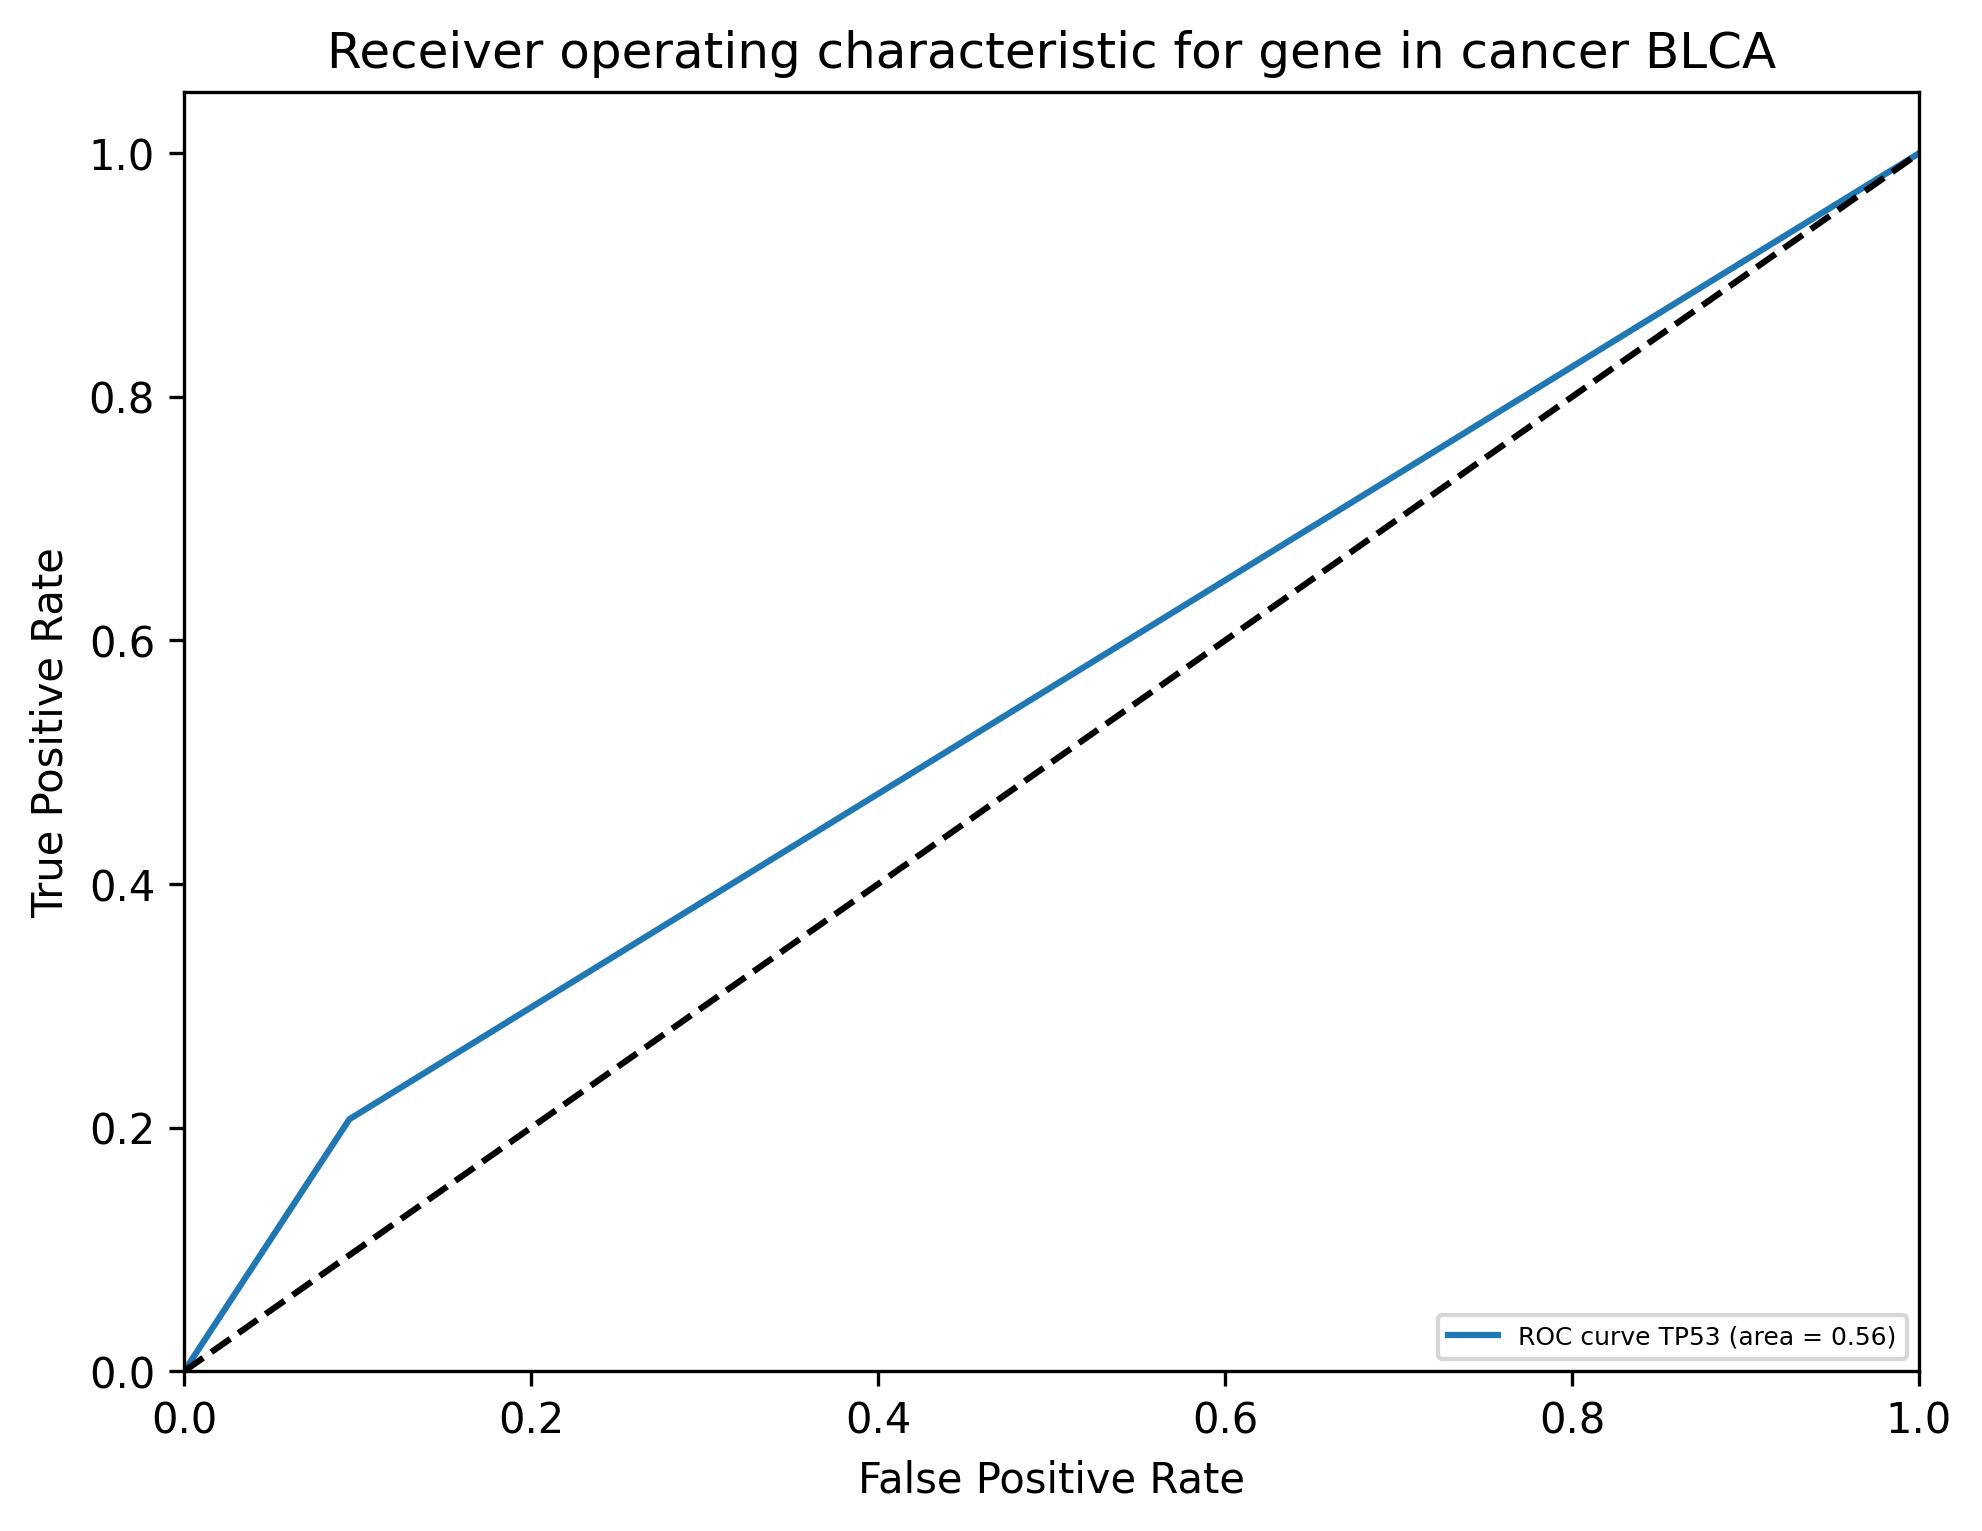 Receiver operating characteristic for gene in cancer BLCA
True Positive Rate
1.0
0.8
0.6
0.4
0.2
0.0
ROC curve TP53 (area = 0.56)
0.0 0.2 0.4 0.6 0.8 1.0
False Positive Rate